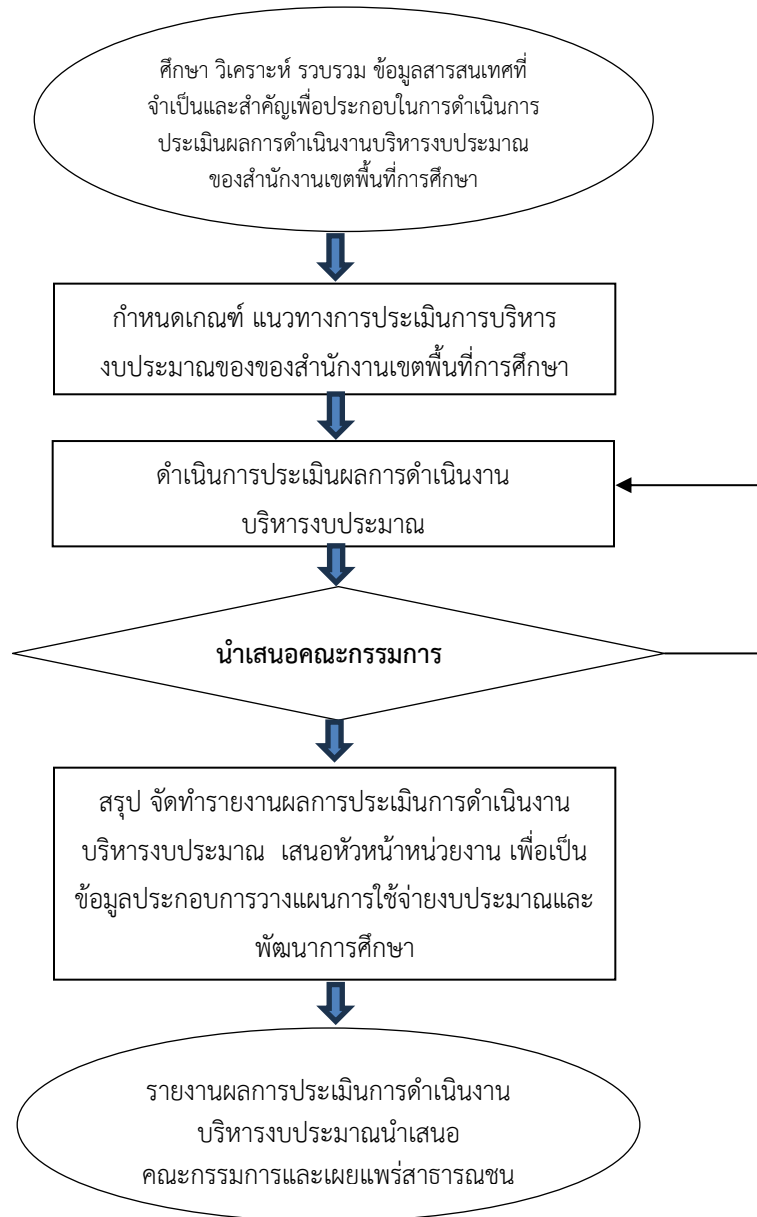 ศึกษา วิเคราะห์ รวบรวม ข้อมูลสารสนเทศที่
จำเป็นและสำคัญเพื่อประกอบในการดำเนินการ
ประเมินผลการดำเนินงานบริหารงบประมาณ
ของสำนักงานเขตพื้นที่การศึกษา
กำหนดเกณฑ์ แนวทางการประเมินการบริหาร
งบประมาณของของสำนักงานเขตพื้นที่การศึกษา
ดำเนินการประเมินผลการดำเนินงาน
บริหารงบประมาณ
นำเสนอคณะกรรมการ
สรุป จัดทำรายงานผลการประเมินการดำเนินงาน
บริหารงบประมาณ เสนอหัวหน้าหน่วยงาน เพื่อเป็น
ข้อมูลประกอบการวางแผนการใช้จ่ายงบประมาณและ
พัฒนาการศึกษา
รายงานผลการประเมินการดำเนินงาน
บริหารงบประมาณนำเสนอ
คณะกรรมการและเผยแพร่สาธารณชน